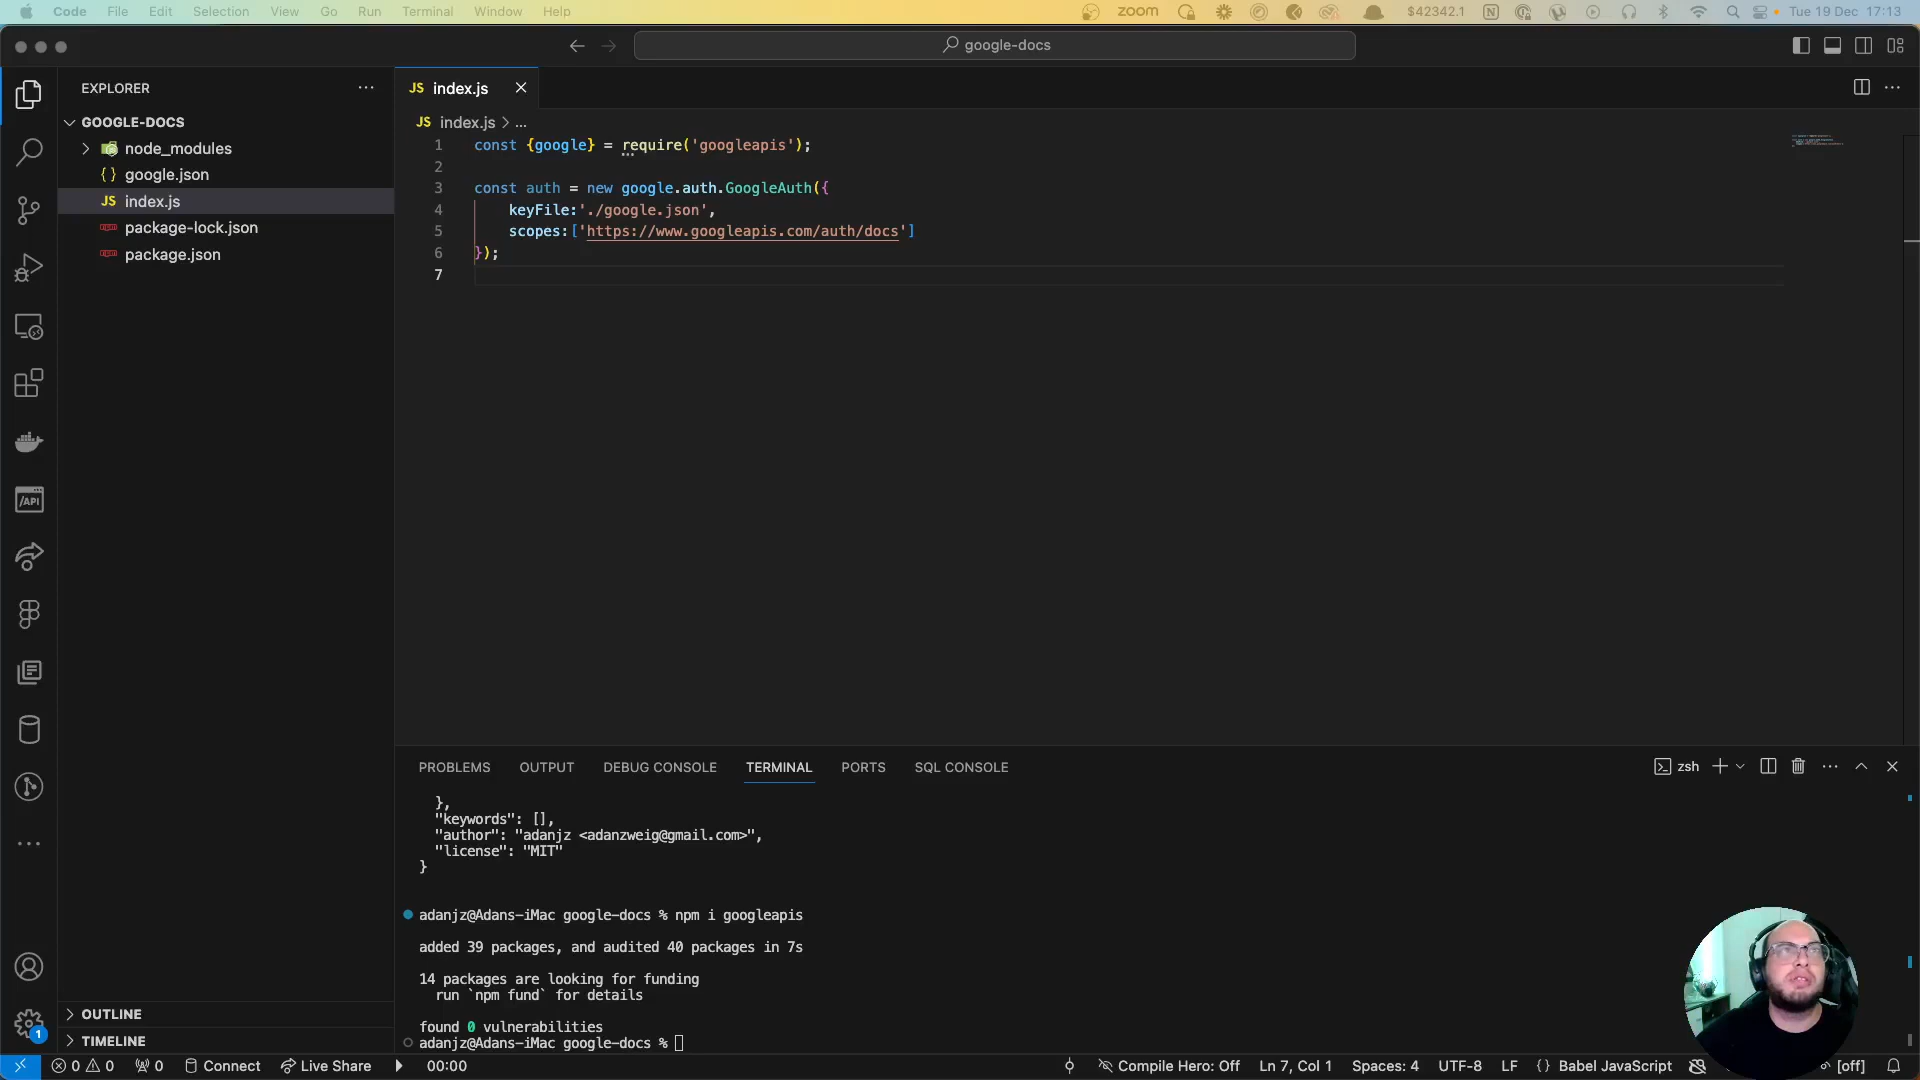 Code File Edit Selection View Go Run Terminal Window Help zoom $42342.1 Tue 19 Dec 17:13
google-docs
EXPLORER
GOOGLE-DOCS
node_modules
{} google.json
JS index.js
package-lock.json
package.json
OUTLINE
TIMELINE
JS index.js
JS index.js > ...
1 const {google} = require('googleapis');
2
3 const auth = new google.auth.GoogleAuth({
4 keyFile:'./google.json',
5 scopes:['https://www.googleapis.com/auth/docs']
6 });
7
/API
1
PROBLEMS OUTPUT DEBUG CONSOLE TERMINAL PORTS SQL CONSOLE zsh
},
"keywords": [],
"author": "adanjz <adanzweig@gmail.com>",
"license": "MIT"
}
adanjz@Adans-iMac google-docs % npm i googleapis
added 39 packages, and audited 40 packages in 7s
14 packages are looking for funding
run `npm fund` for details
found 0 vulnerabilities
adanjz@Adans-iMac google-docs %
0 0 0 Connect Live Share 00:00 Compile Hero: Off Ln 7, Col 1 Spaces: 4 UTF-8 LF {} Babel JavaScript [off]